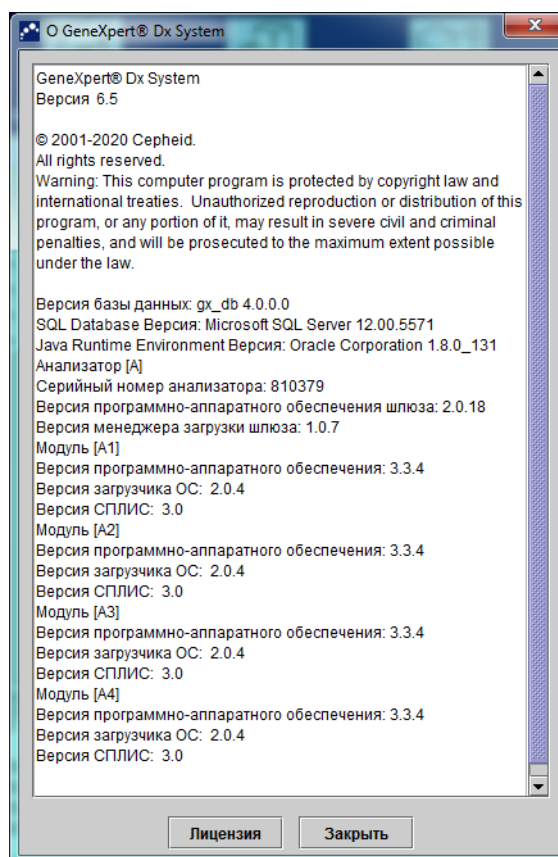 О GeneXpert® Dx System
GeneXpert® Dx System
Версия 6.5
© 2001-2020 Cepheid.
All rights reserved.
Warning: This computer program is protected by copyright law and
international treaties. Unauthorized reproduction or distribution of this
program, or any portion of it, may result in severe civil and criminal
penalties, and will be prosecuted to the maximum extent possible
under the law.
Версия базы данных: gx_db 4.0.0.0
SQL Database Версия: Microsoft SQL Server 12.00.5571
Java Runtime Environment Версия: Oracle Corporation 1.8.0_131
Анализатор [A]
Серийный номер анализатора: 810379
Версия программно-аппаратного обеспечения шлюза: 2.0.18
Версия менеджера загрузки шлюза: 1.0.7
Модуль [A1]
Версия программно-аппаратного обеспечения: 3.3.4
Версия загрузчика ОС: 2.0.4
Версия СПЛИС: 3.0
Модуль [A2]
Версия программно-аппаратного обеспечения: 3.3.4
Версия загрузчика ОС: 2.0.4
Версия СПЛИС: 3.0
Модуль [A3]
Версия программно-аппаратного обеспечения: 3.3.4
Версия загрузчика ОС: 2.0.4
Версия СПЛИС: 3.0
Модуль [A4]
Версия программно-аппаратного обеспечения: 3.3.4
Версия загрузчика ОС: 2.0.4
Версия СПЛИС: 3.0
Лицензия Закрыть